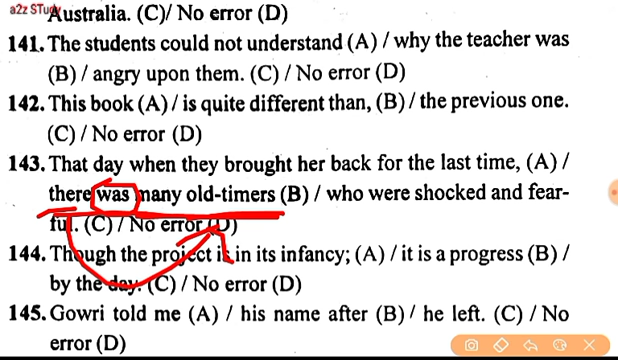 a2z STudy
Australia. (C)/ No error (D)
141. The students could not understand (A) / why the teacher was
(B) / angry upon them. (C) / No error (D)
142. This book (A) / is quite different than, (B) / the previous one.
(C) / No error (D)
143. That day when they brought her back for the last time, (A) /
there was many old-timers (B) / who were shocked and fear-
ful. (C) / No error (D)
144. Though the project is in its infancy; (A) / it is a progress (B) /
by the day. (C) / No error (D)
145. Gowri told me (A) / his name after (B) / he left. (C) / No
error (D)